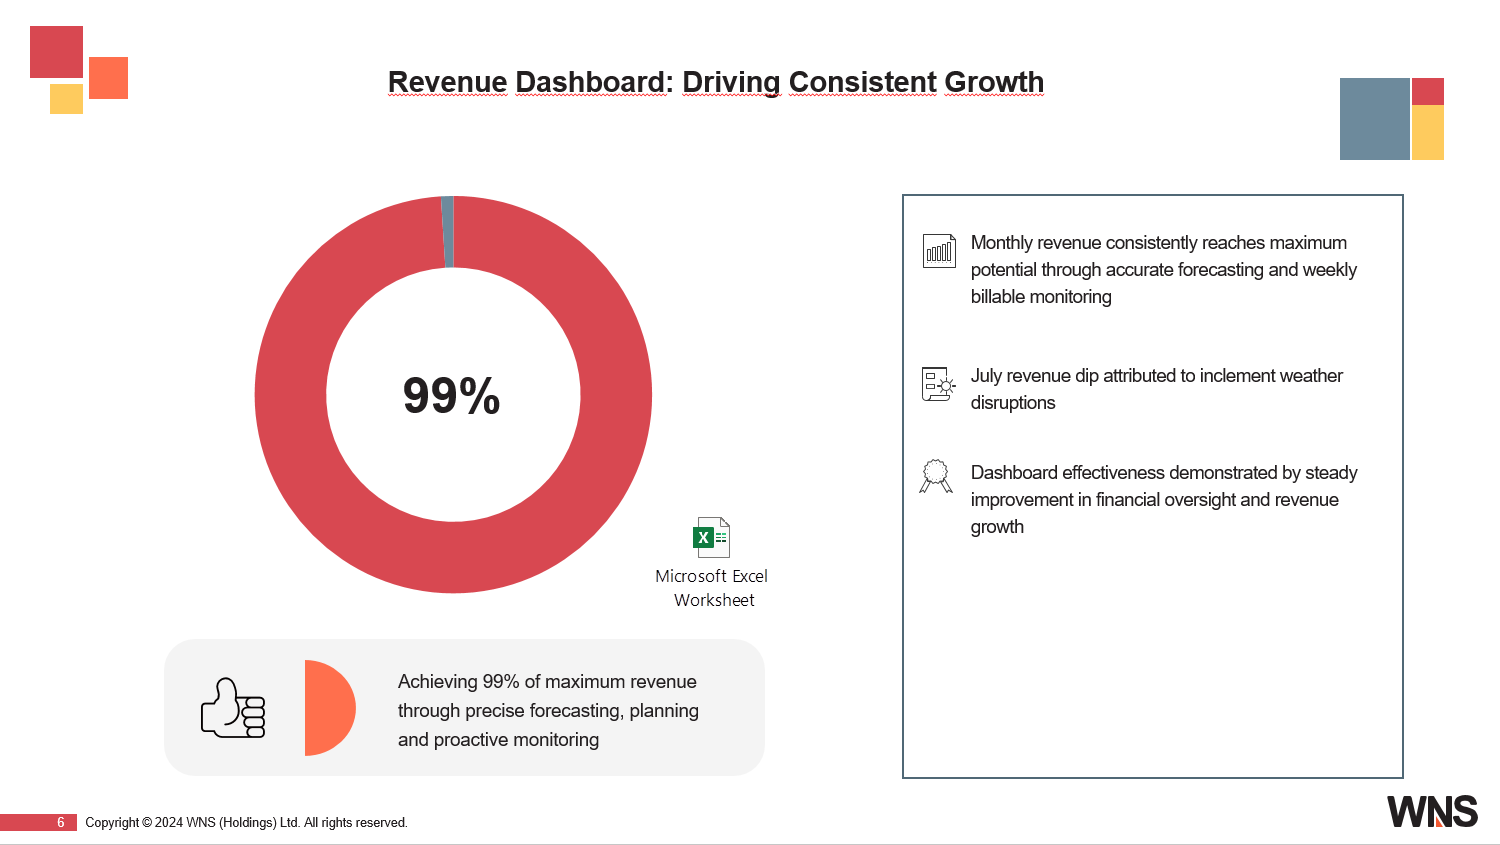 Revenue Dashboard: Driving Consistent Growth
99%
X
Microsoft Excel
Worksheet
Achieving 99% of maximum revenue
through precise forecasting, planning
and proactive monitoring
Monthly revenue consistently reaches maximum
potential through accurate forecasting and weekly
billable monitoring
July revenue dip attributed to inclement weather
disruptions
Dashboard effectiveness demonstrated by steady
improvement in financial oversight and revenue
growth
6
Copyright © 2024 WNS (Holdings) Ltd. All rights reserved.
WNS